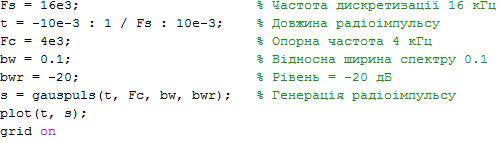 Fs = 16e3; % Частота дискретизації 16 кГц
t = -10e-3 : 1 / Fs : 10e-3; % Довжина радіоімпульсу
Fc = 4e3; % Опорна частота 4 кГц
bw = 0.1; % Відносна ширина спектру 0.1
bwr = -20; % Рівень = -20 дБ
s = gauspuls(t, Fc, bw, bwr); % Генерація радіоімпульсу
plot(t, s);
grid on